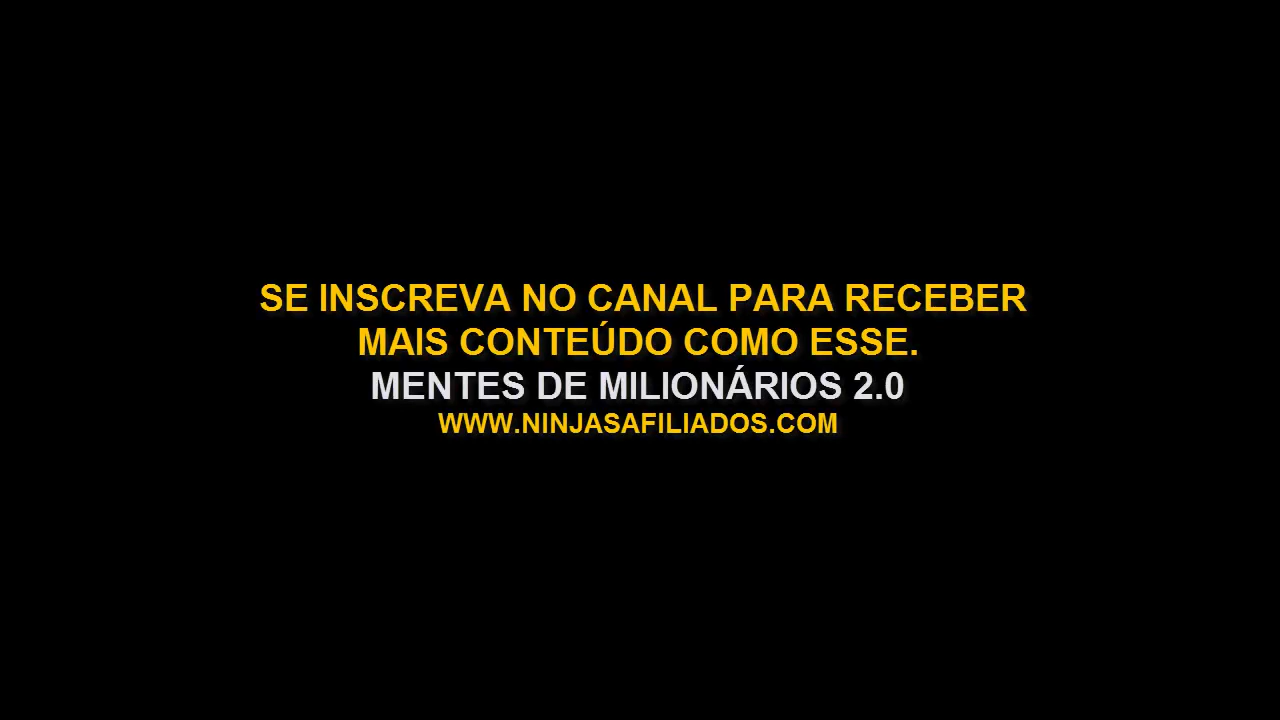 SE INSCREVA NO CANAL PARA RECEBER
MAIS CONTEÚDO COMO ESSE.
MENTES DE MILIONÁRIOS 2.0
WWW.NINJASAFILIADOS.COM